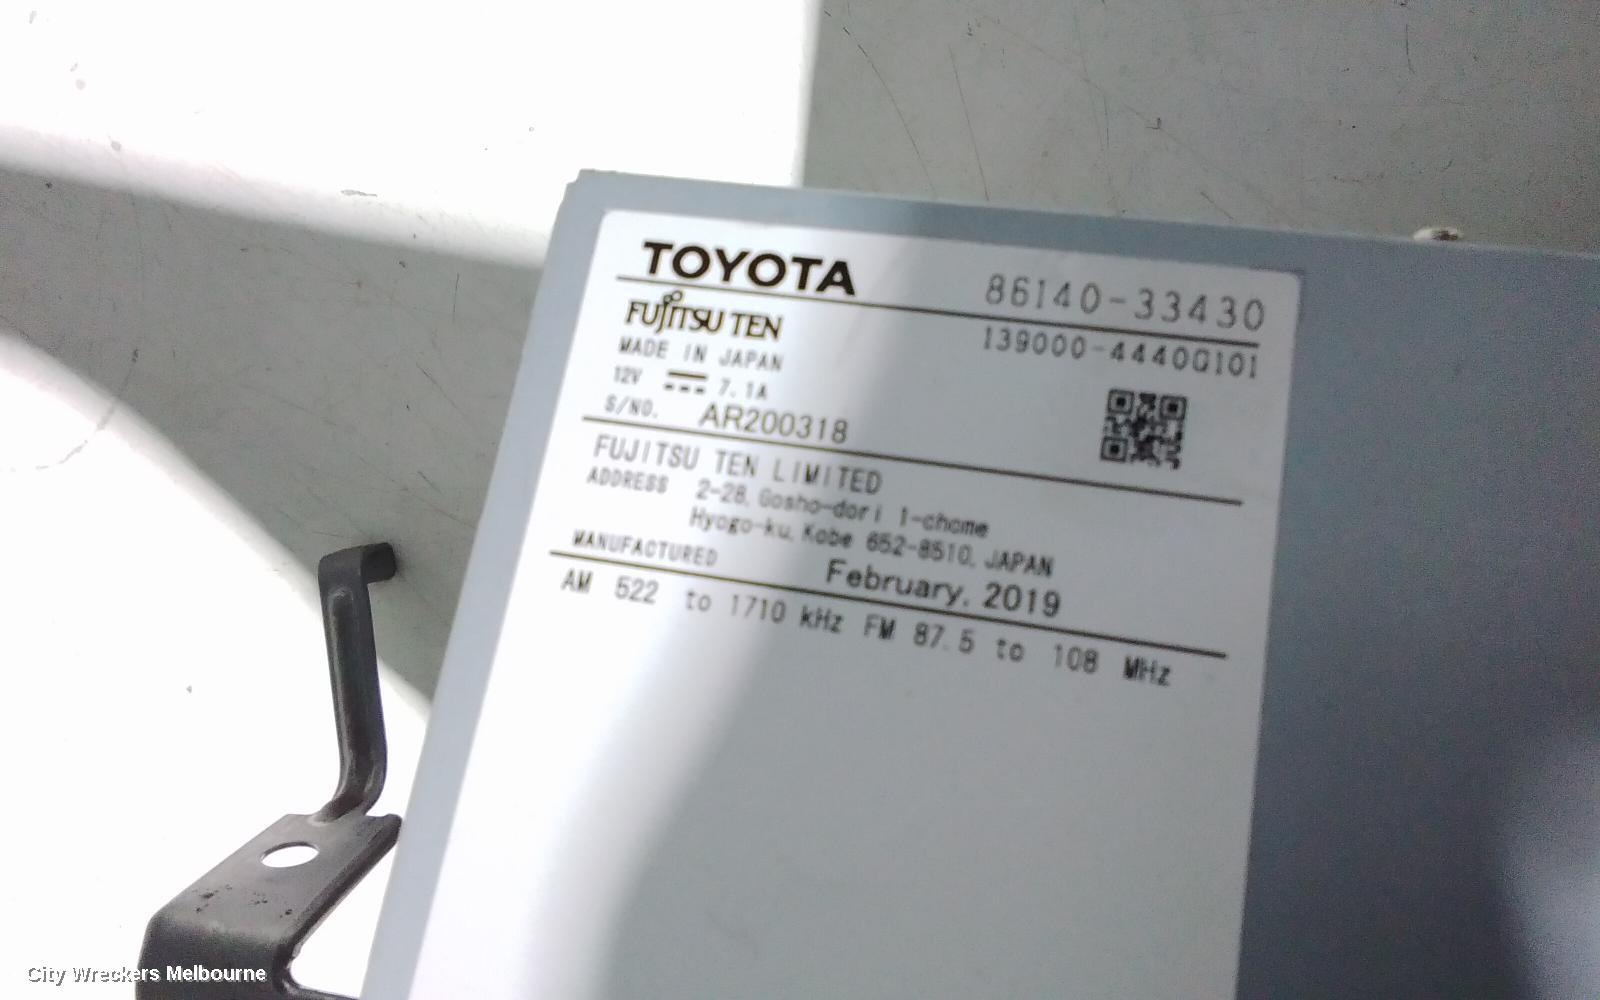 TOYOTA 86140-33430
FUJITSU TEN 139000-4440Q101
MADE IN JAPAN
12V 7.1A
S/NO. AR200318
FUJITSU TEN LIMITED
ADDRESS 2-28, Gosho-dori 1-chome
Hyogo-ku, Kobe 652-8510, JAPAN
MANUFACTURED February, 2019
AM 522 to 1710 kHz FM 87.5 to 108 MHz
City Wreckers Melbourne